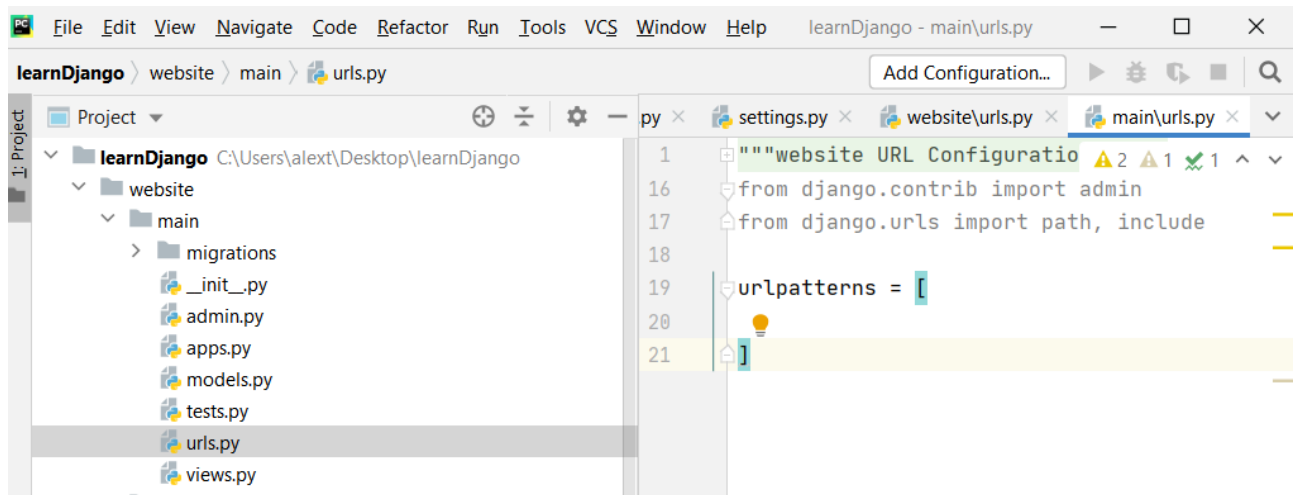 PC File Edit View Navigate Code Refactor Run Tools VCS Window Help learnDjango - main\urls.py
learnDjango website main urls.py Add Configuration...
1: Project
Project .py settings.py website\urls.py main\urls.py
learnDjango C:\Users\alext\Desktop\learnDjango
website
main
migrations
__init__.py
admin.py
apps.py
models.py
tests.py
urls.py
views.py
1 """website URL Configuratio 2 1 1
16 from django.contrib import admin
17 from django.urls import path, include
18
19 urlpatterns = [
20
21 ]